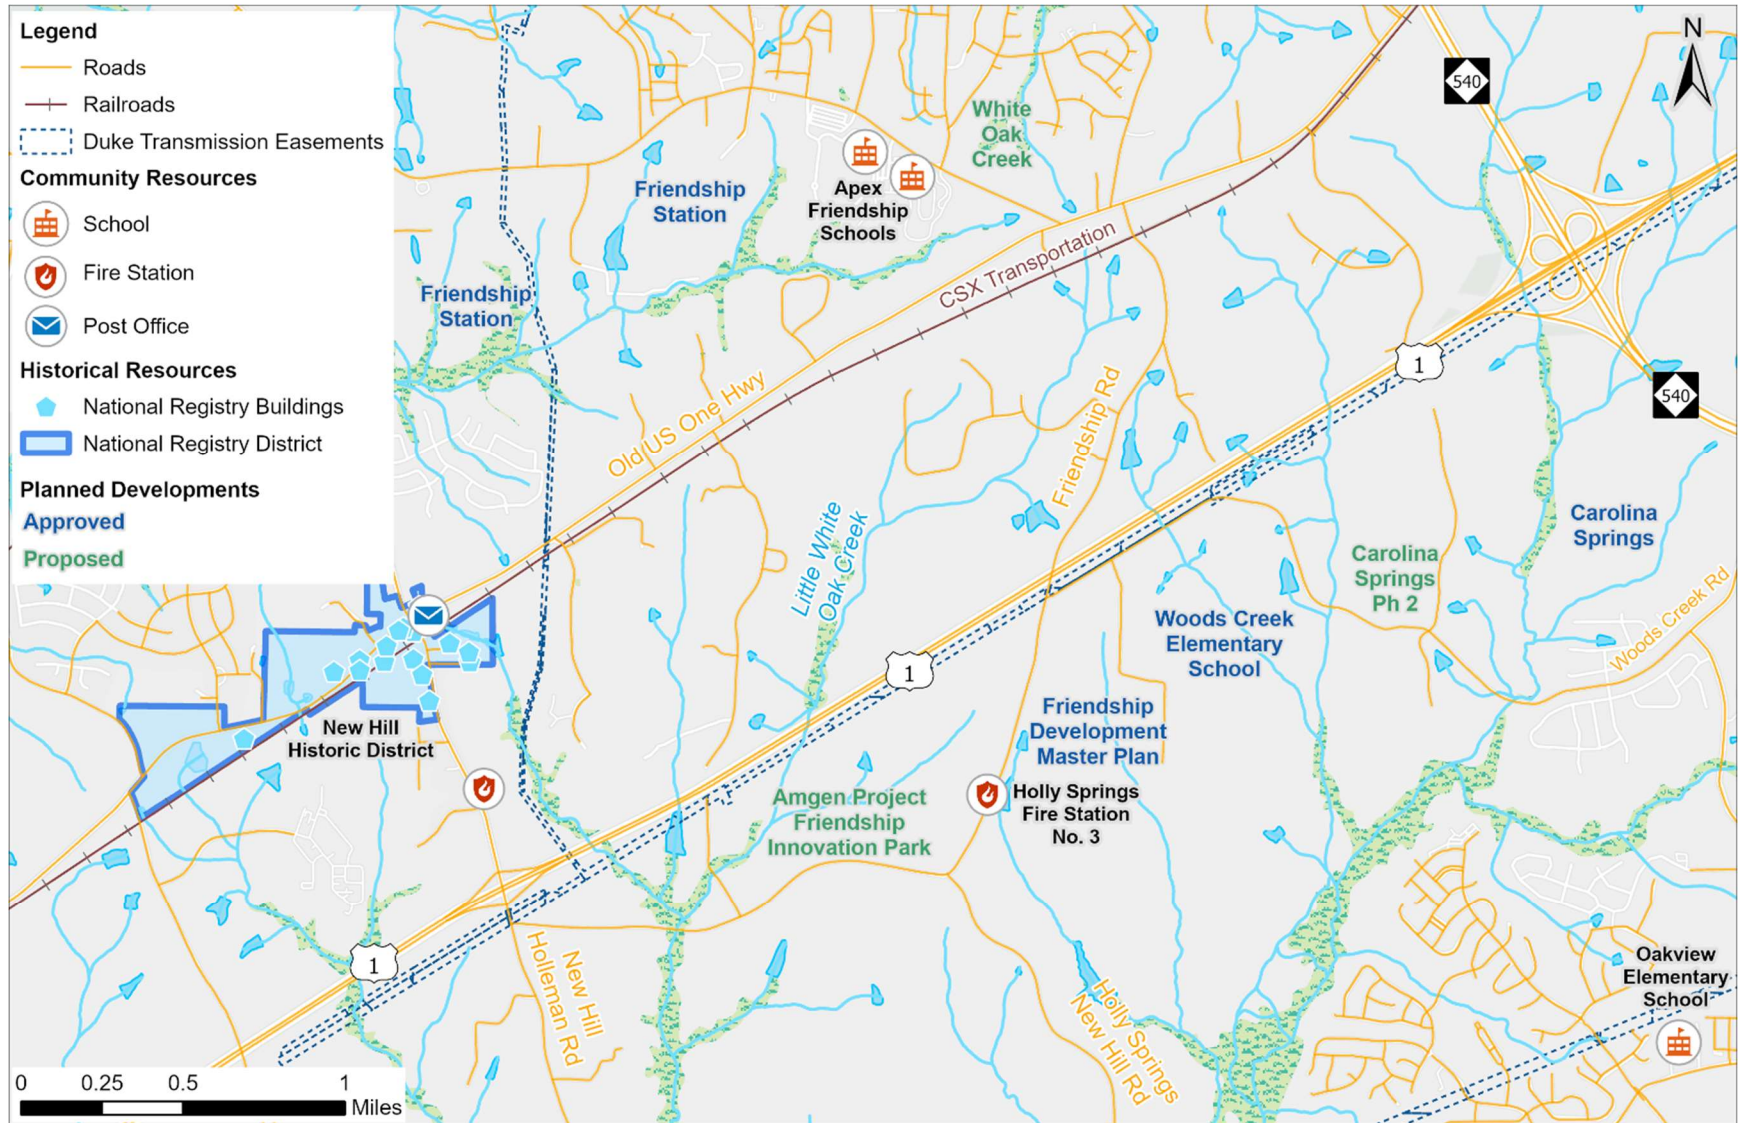 Legend
Roads
Railroads
Duke Transmission Easements
Community Resources
School
Fire Station
Post Office
Historical Resources
National Registry Buildings
National Registry District
Planned Developments
Approved
Proposed
N
540
White
Oak
Creek
Friendship
Station
Apex
Friendship
Schools
CSX Transportation
Friendship
Station
1
540
Old US One Hwy
Friendship Rd
Little White
Oak Creek
Carolina
Springs
Carolina
Springs
Ph 2
Woods Creek Rd
Woods Creek
Elementary
School
1
New Hill
Historic District
Friendship
Development
Master Plan
Amgen Project
Friendship
Innovation Park
Holly Springs
Fire Station
No. 3
1
New Hill
Holleman Rd
Holly Springs
New Hill Rd
Oakview
Elementary
School
0 0.25 0.5 1
Miles